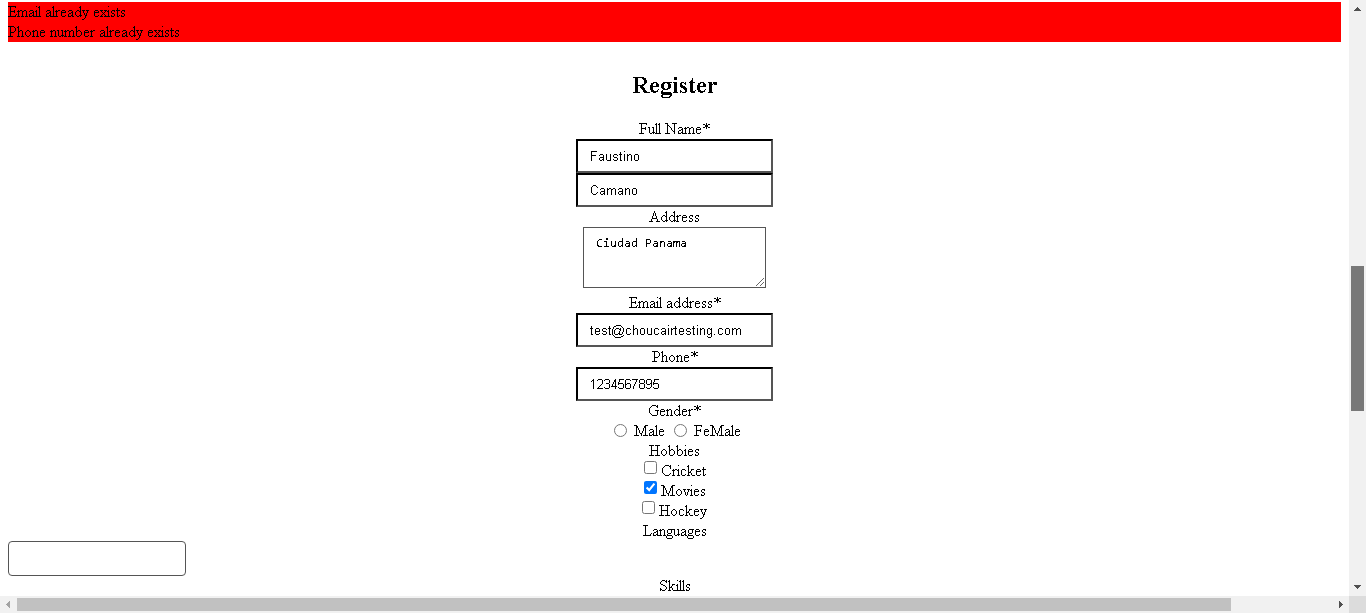 Email already exists
Phone number already exists
Register
Full Name*
Faustino
Camano
Address
Ciudad Panama
Email address*
test@choucairtesting.com
Phone*
1234567895
Gender*
Male FeMale
Hobbies
Cricket
Movies
Hockey
Languages
Skills